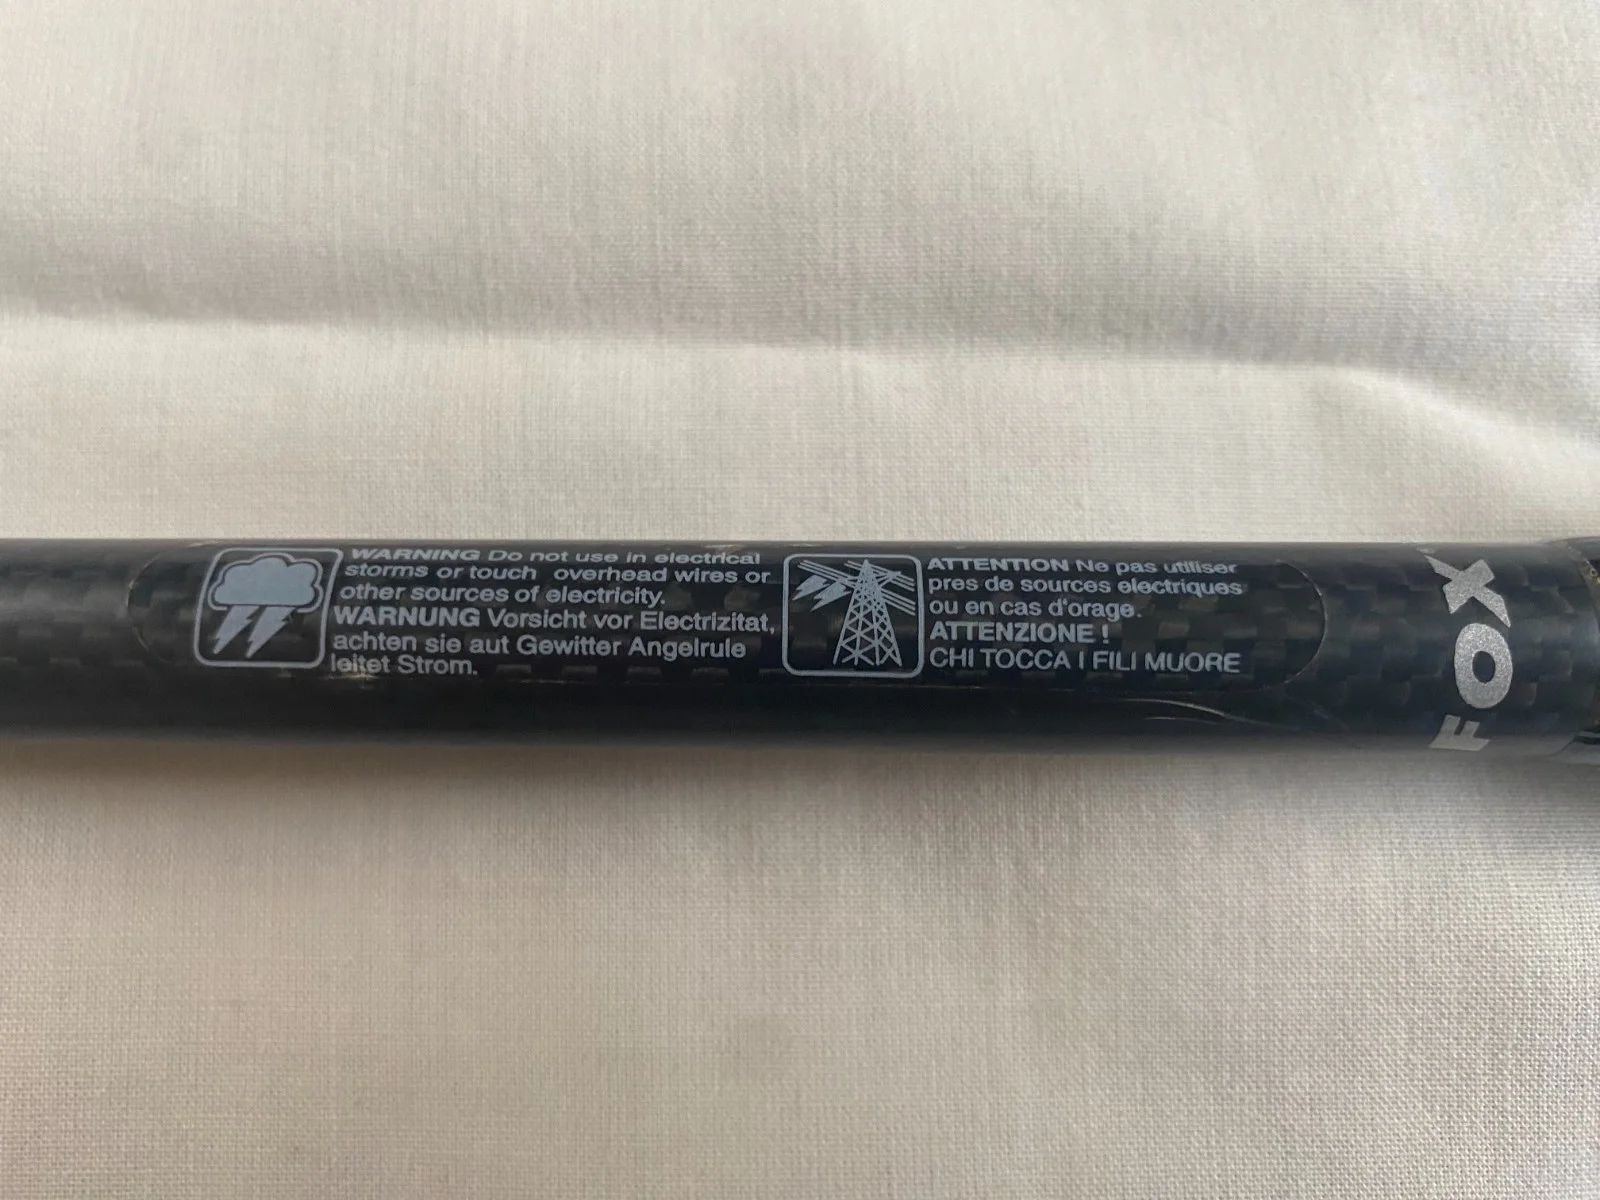 WARNING Do not use in electrical
storms or touch overhead wires or
other sources of electricity.
WARNUNG Vorsicht vor Electrizitat,
achten sie aut Gewitter Angelrule
leitet Strom.
ATTENTION Ne pas utiliser
pres de sources electriques
ou en cas d'orage.
ATTENZIONE !
CHI TOCCA I FILI MUORE
FOX